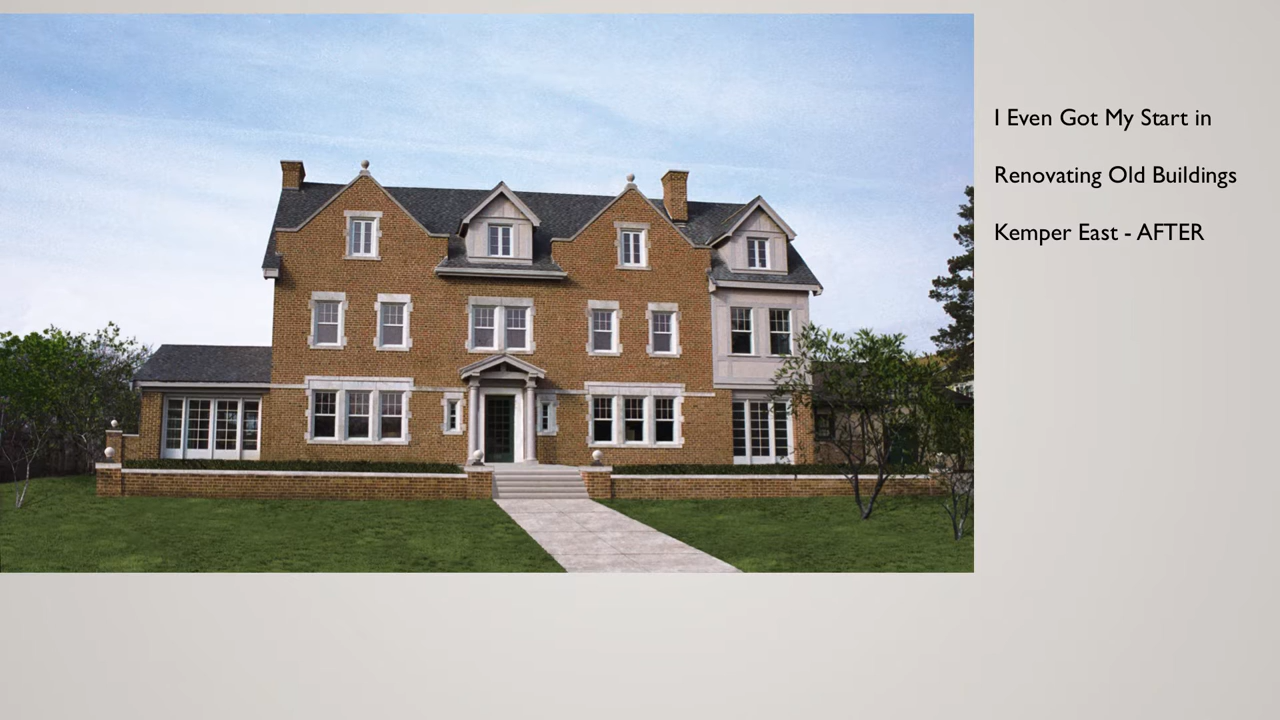 I Even Got My Start in
Renovating Old Buildings
Kemper East - AFTER